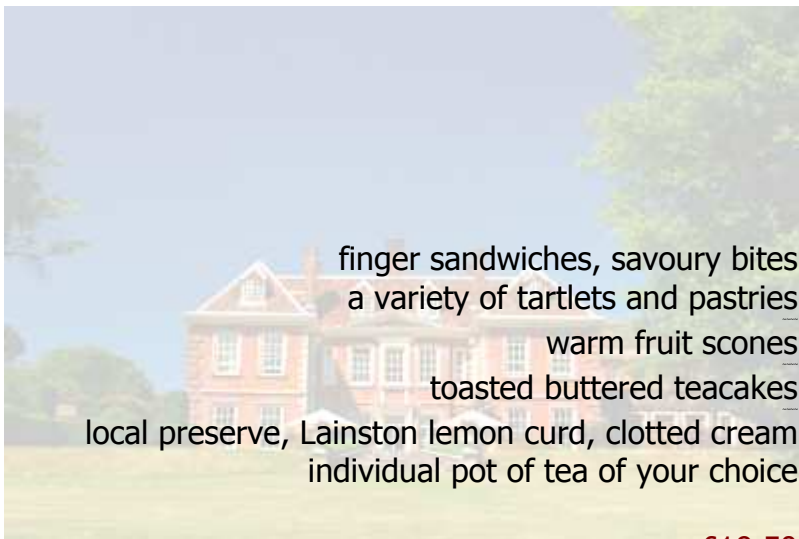 finger sandwiches, savoury bites
a variety of tartlets and pastries
warm fruit scones
toasted buttered teacakes
local preserve, Lainston lemon curd, clotted cream
individual pot of tea of your choice